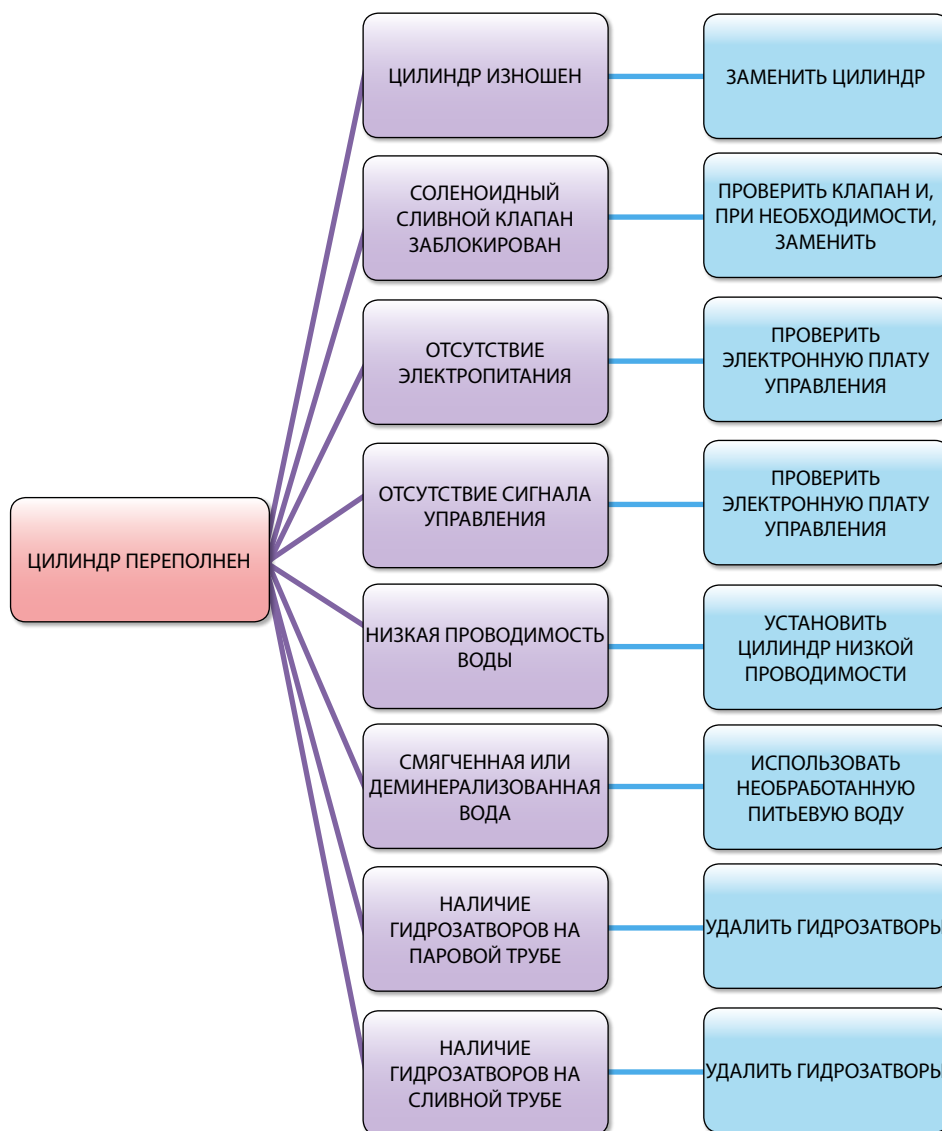 ЦИЛИНДР ПЕРЕПОЛНЕН
ЦИЛИНДР ИЗНОШЕН
ЗАМЕНИТЬ ЦИЛИНДР
СОЛЕНОИДНЫЙ
СЛИВНОЙ КЛАПАН
ЗАБЛОКИРОВАН
ПРОВЕРИТЬ КЛАПАН И,
ПРИ НЕОБХОДИМОСТИ,
ЗАМЕНИТЬ
ОТСУТСТВИЕ
ЭЛЕКТРОПИТАНИЯ
ПРОВЕРИТЬ
ЭЛЕКТРОННУЮ ПЛАТУ
УПРАВЛЕНИЯ
ОТСУТСТВИЕ СИГНАЛА
УПРАВЛЕНИЯ
ПРОВЕРИТЬ
ЭЛЕКТРОННУЮ ПЛАТУ
УПРАВЛЕНИЯ
НИЗКАЯ ПРОВОДИМОСТЬ
ВОДЫ
УСТАНОВИТЬ
ЦИЛИНДР НИЗКОЙ
ПРОВОДИМОСТИ
СМЯГЧЕННАЯ ИЛИ
ДЕМИНЕРАЛИЗОВАННАЯ
ВОДА
ИСПОЛЬЗОВАТЬ
НЕОБРАБОТАННУЮ
ПИТЬЕВУЮ ВОДУ
НАЛИЧИЕ
ГИДРОЗАТВОРОВ НА
ПАРОВОЙ ТРУБЕ
УДАЛИТЬ ГИДРОЗАТВОРЫ
НАЛИЧИЕ
ГИДРОЗАТВОРОВ НА
СЛИВНОЙ ТРУБЕ
УДАЛИТЬ ГИДРОЗАТВОРЫ